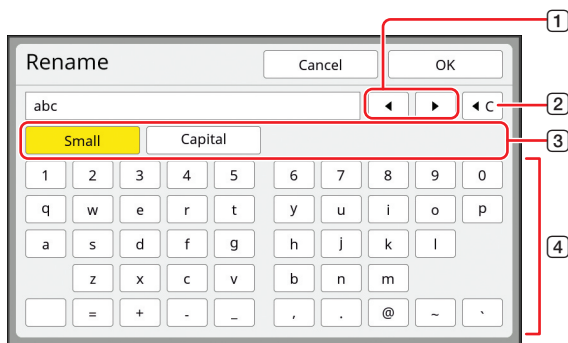 1
Rename Cancel OK
abc ◀ ▶ ◀ C 2
Small Capital 3
1 2 3 4 5 6 7 8 9 0
q w e r t y u i o p
a s d f g h j k l 4
z x c v b n m
= + - _ , . @ ~ `